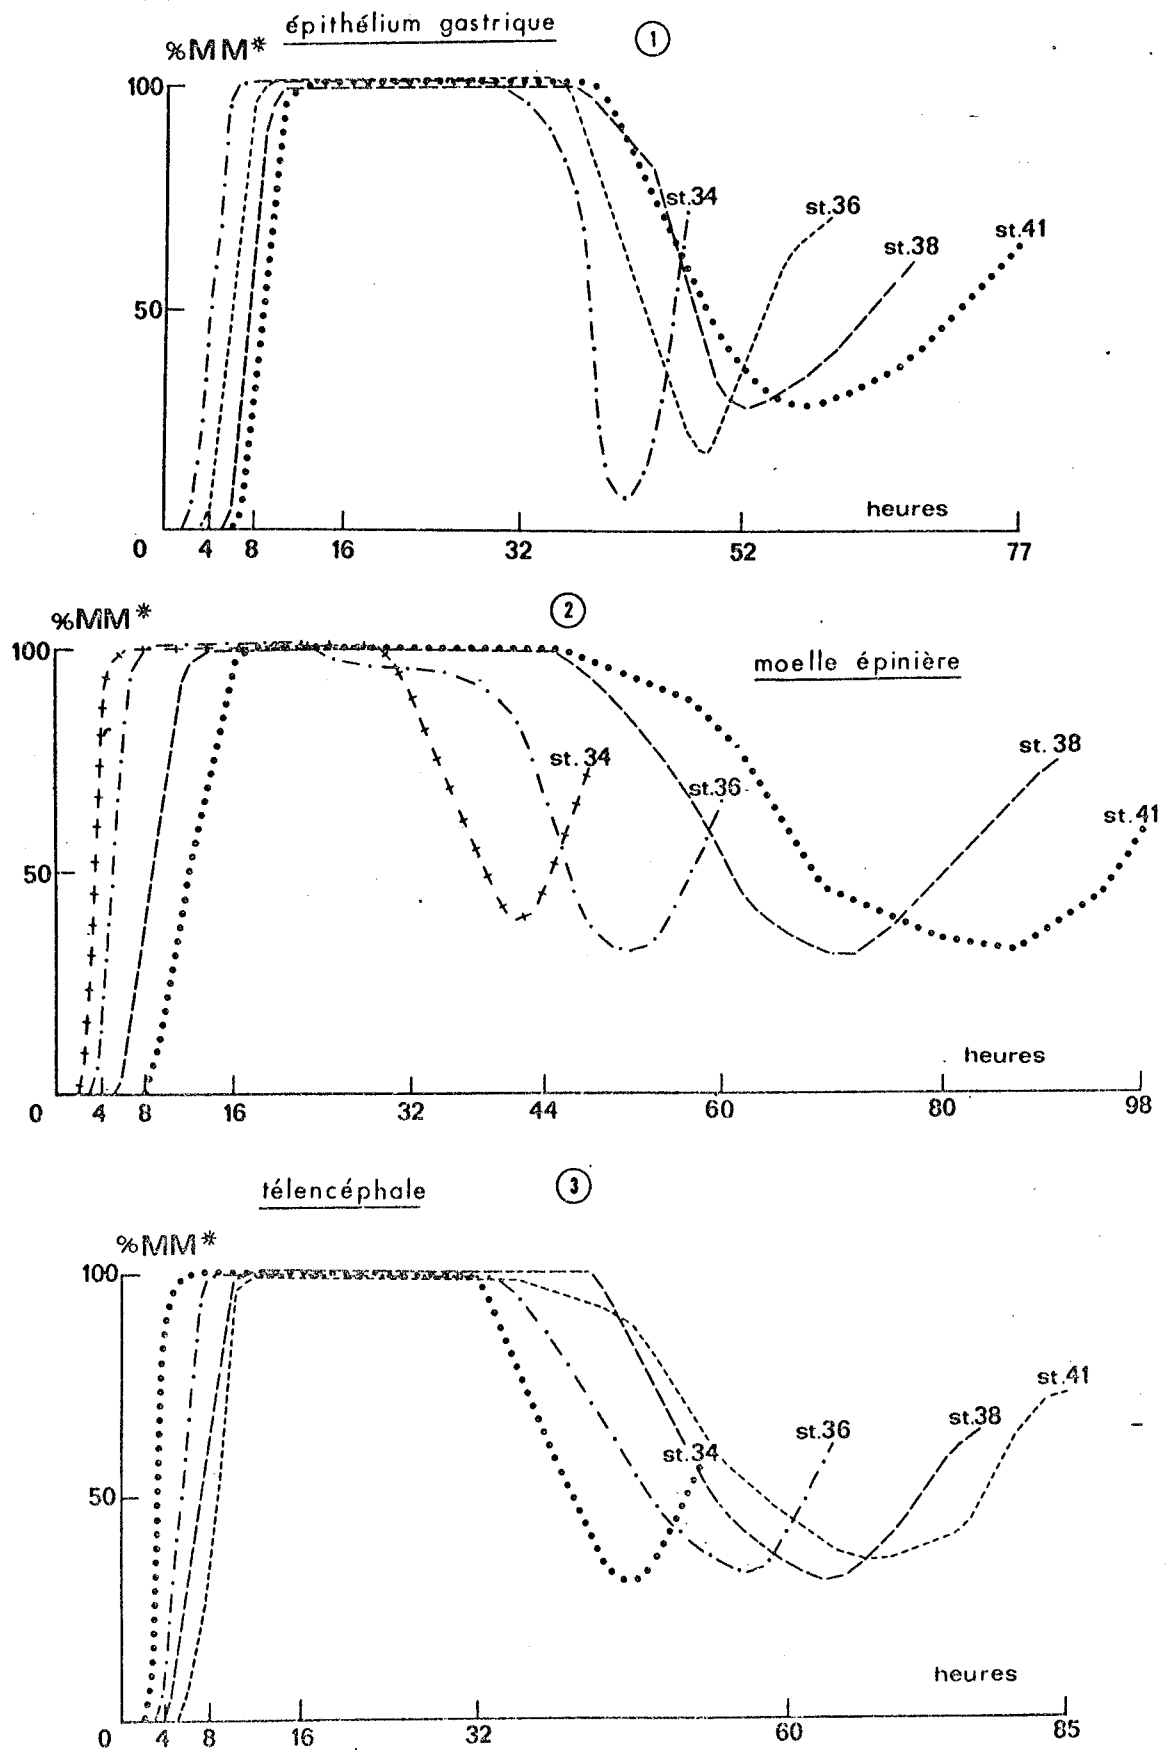 épithélium gastrique
1
%MM*
100
st.34
st.36
st.41
st.38
50
heures
0 4 8 16 32 52 77
%MM*
2
100
moelle épinière
st.38
st.34
st.36
st.41
50
heures
0 4 8 16 32 44 60 80 98
télencéphale
3
%MM*
100
st.41
st.38
st.36
st.34
50
heures
0 4 8 16 32 60 85